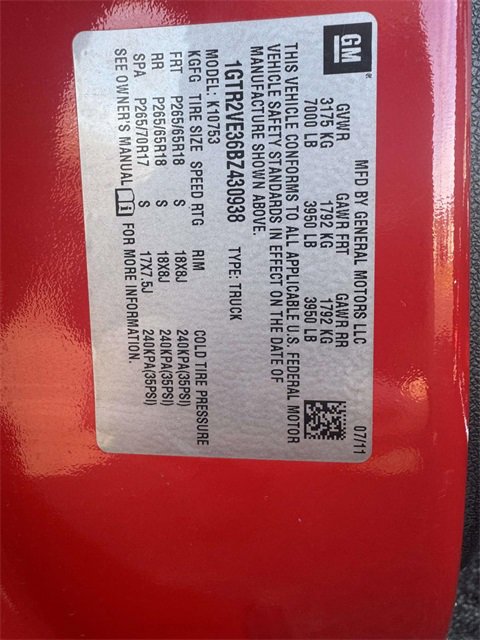 GM
MFD BY GENERAL MOTORS LLC 07/11
GVWR GAWR FRT GAWR RR
3175 KG 1792 KG 1792 KG
7000 LB 3950 LB 3950 LB
THIS VEHICLE CONFORMS TO ALL APPLICABLE U.S. FEDERAL MOTOR
VEHICLE SAFETY STANDARDS IN EFFECT ON THE DATE OF
MANUFACTURE SHOWN ABOVE.
1GTR2VE36BZ430938 TYPE: TRUCK
MODEL: K10753
KGFG TIRE SIZE SPEED RTG RIM COLD TIRE PRESSURE
FRT P265/65R18 S 18X8J 240KPA(35PSI)
RR P265/65R18 S 18X8J 240KPA(35PSI)
SPA P265/70R17 S 17X7.5J 240KPA(35PSI)
SEE OWNER'S MANUAL FOR MORE INFORMATION.